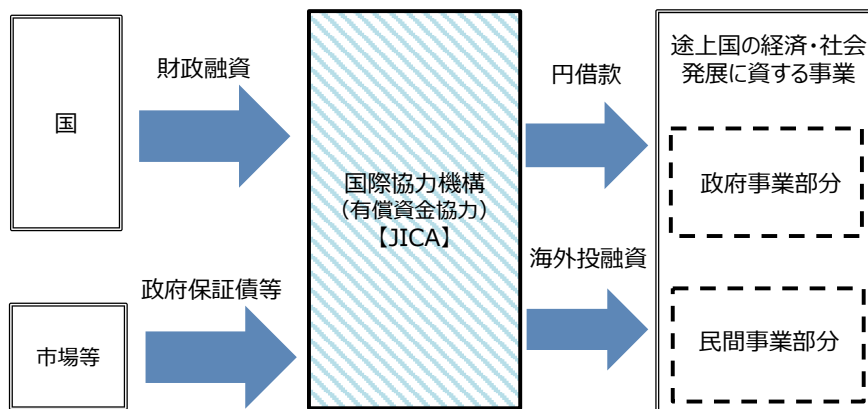 国
財政融資
市場等
政府保証債等
国際協力機構
（有償資金協力）
【JICA】
円借款
海外投融資
途上国の経済・社会
発展に資する事業
政府事業部分
民間事業部分